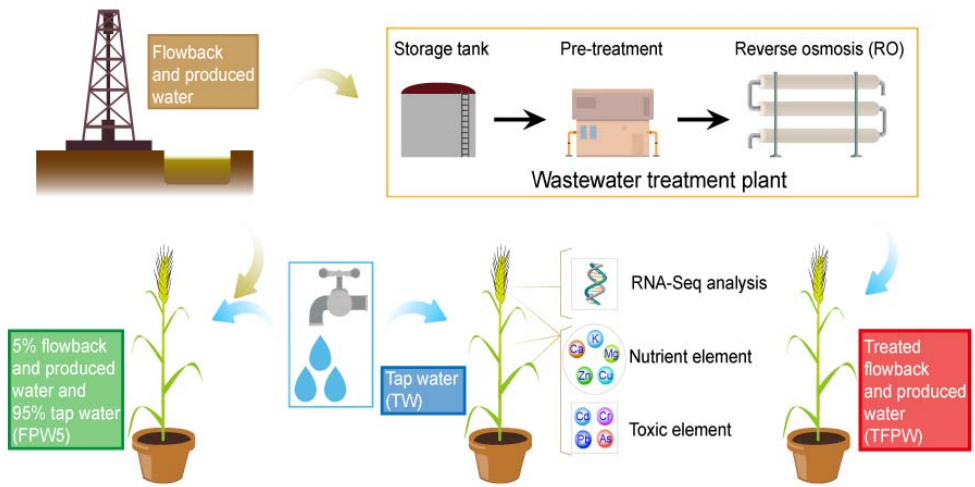 Flowback
and produced
water
Storage tank
Pre-treatment
Reverse osmosis (RO)
Wastewater treatment plant
5% flowback
and produced
water and
95% tap water
(FPW5)
Tap water
(TW)
RNA-Seq analysis
K
Ca
Mg
Zn
Cu
Nutrient element
Cd
Cr
Pb
As
Toxic element
Treated
flowback
and produced
water
(TFPW)